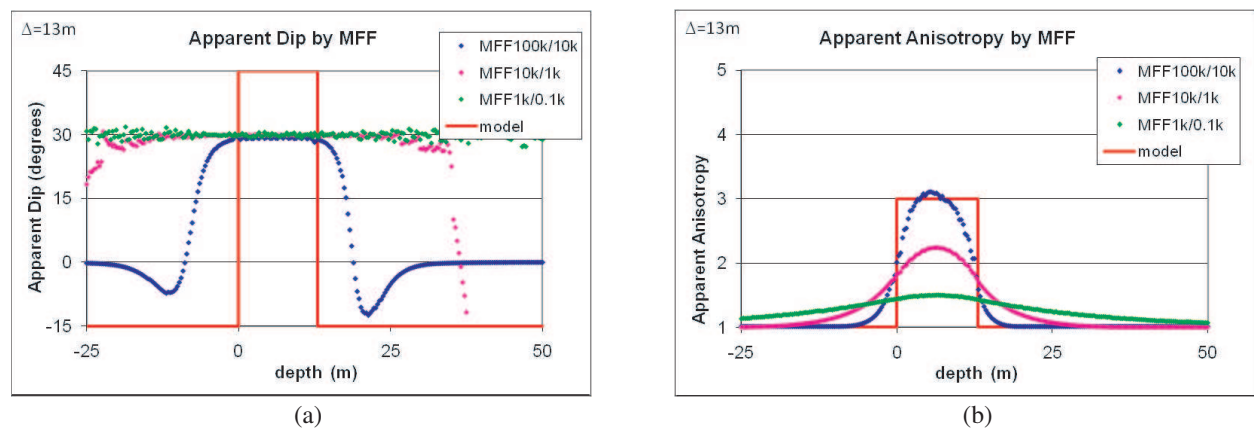 Δ=13m
Apparent Dip by MFF
MFF100k/10k
MFF10k/1k
MFF1k/0.1k
model
45
30
15
0
-15
Apparent Dip (degrees)
-25
0
25
50
depth (m)
(a)
Δ=13m
Apparent Anisotropy by MFF
MFF100k/10k
MFF10k/1k
MFF1k/0.1k
model
5
4
3
2
1
Apparent Anisotropy
-25
0
25
50
depth (m)
(b)